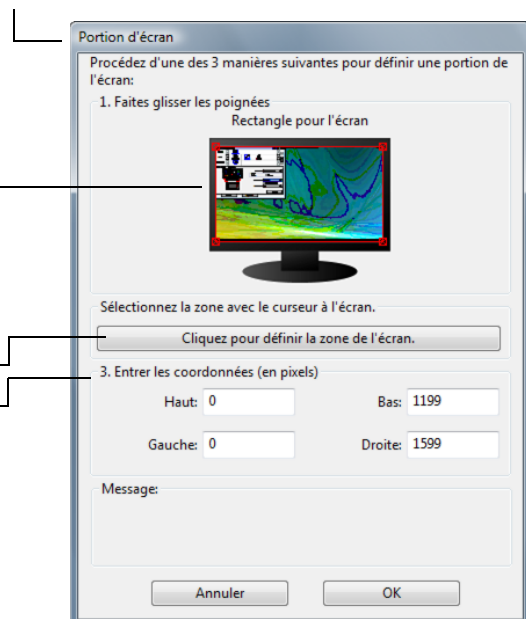 Portion d'écran
Procédez d'une des 3 manières suivantes pour définir une portion de
l'écran:
1. Faites glisser les poignées
Rectangle pour l'écran
Sélectionnez la zone avec le curseur à l'écran.
Cliquez pour définir la zone de l'écran.
3. Entrer les coordonnées (en pixels)
Haut: 0 Bas: 1199
Gauche: 0 Droite: 1599
Message:
Annuler OK